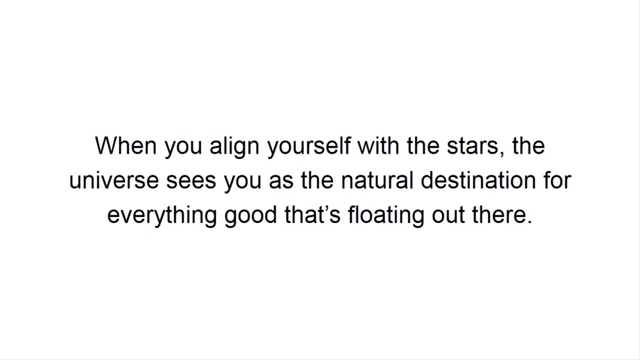 When you align yourself with the stars, the
universe sees you as the natural destination for
everything good that’s floating out there.